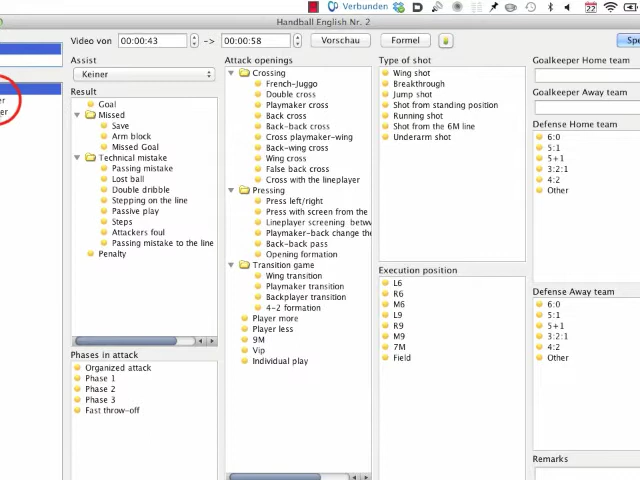 Verbunden
Handball English Nr. 2
Video von 00:00:43 -> 00:00:58 Vorschau Formel Spe
Assist
Keiner
Result
Goal
Missed
Save
Arm block
Missed Goal
Technical mistake
Passing mistake
Lost ball
Double dribble
Stepping on the line
Passive play
Steps
Attackers foul
Passing mistake to the line
Penalty
Phases in attack
Organized attack
Phase 1
Phase 2
Phase 3
Fast throw-off
Attack openings
Crossing
French-Juggo
Double cross
Playmaker cross
Back cross
Back-back cross
Cross playmaker-wing
Back-wing cross
Wing cross
False back cross
Cross with the lineplayer
Pressing
Press left/right
Press with screen from the
Lineplayer screening betw
Playmaker-back change the
Back-back pass
Opening formation
Transition game
Wing transition
Playmaker transition
Backplayer transition
4-2 formation
Player more
Player less
9M
Vip
Individual play
Type of shot
Wing shot
Breakthrough
Jump shot
Shot from standing position
Running shot
Shot from the 6M line
Underarm shot
Execution position
L6
R6
M6
L9
R9
M9
7M
Field
Goalkeeper Home team
Goalkeeper Away team
Defense Home team
6:0
5:1
5+1
3:2:1
4:2
Other
Defense Away team
6:0
5:1
5+1
3:2:1
4:2
Other
Remarks